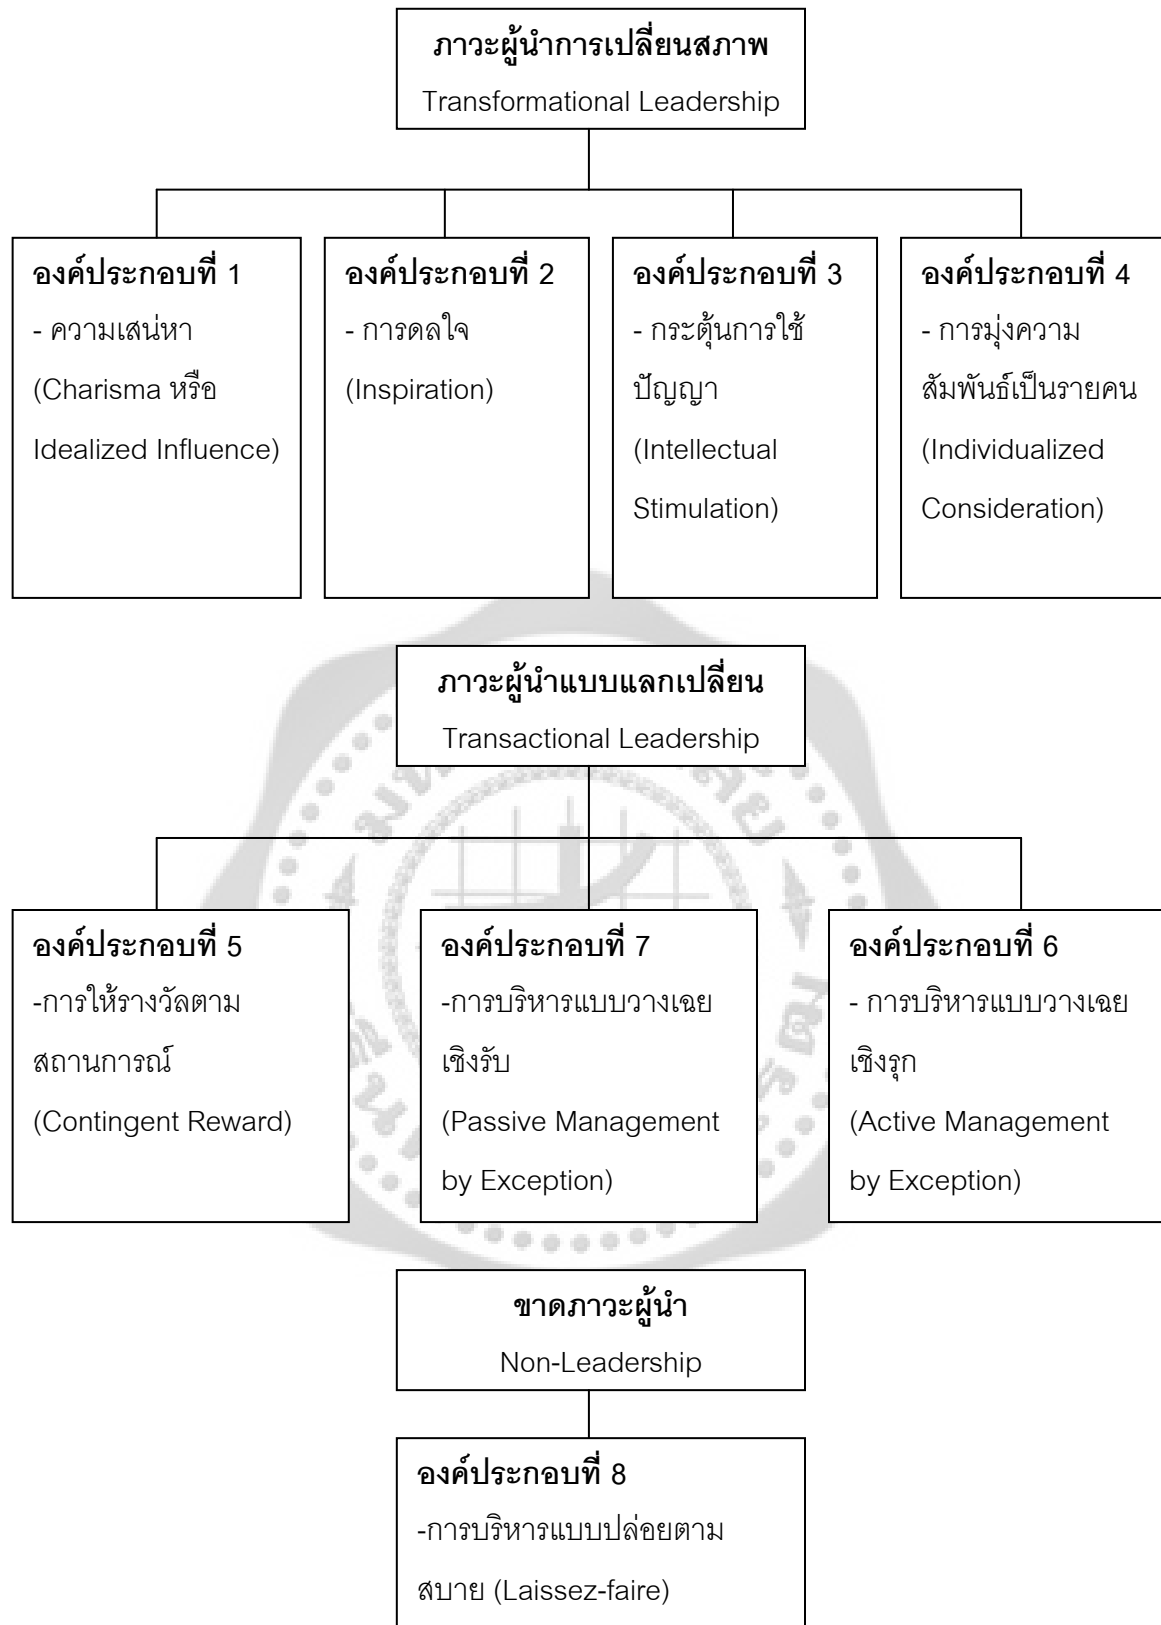 ภาวะผู้นำการเปลี่ยนสภาพ
Transformational Leadership
องค์ประกอบที่ 1
- ความเสน่หา
(Charisma หรือ
Idealized Influence)
องค์ประกอบที่ 2
- การดลใจ
(Inspiration)
องค์ประกอบที่ 3
- กระตุ้นการใช้
ปัญญา
(Intellectual
Stimulation)
องค์ประกอบที่ 4
- การมุ่งความ
สัมพันธ์เป็นรายคน
(Individualized
Consideration)
ภาวะผู้นำแบบแลกเปลี่ยน
Transactional Leadership
องค์ประกอบที่ 5
-การให้รางวัลตาม
สถานการณ์
(Contingent Reward)
องค์ประกอบที่ 7
-การบริหารแบบวางเฉย
เชิงรับ
(Passive Management
by Exception)
องค์ประกอบที่ 6
- การบริหารแบบวางเฉย
เชิงรุก
(Active Management
by Exception)
ขาดภาวะผู้นำ
Non-Leadership
องค์ประกอบที่ 8
-การบริหารแบบปล่อยตาม
สบาย (Laissez-faire)